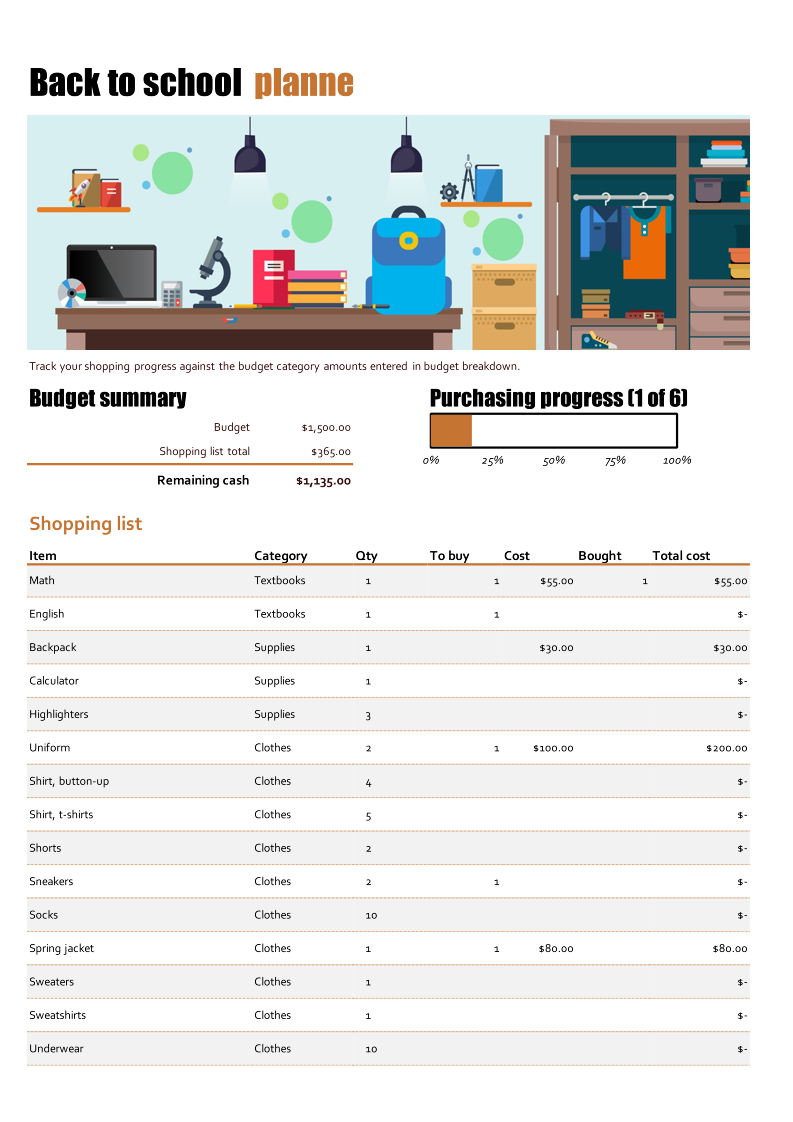 Back to school planne
Track your shopping progress against the budget category amounts entered in budget breakdown.
Budget summary
Purchasing progress (1 of 6)
Budget $1,500.00
Shopping list total $365.00
0% 25% 50% 75% 100%
Remaining cash $1,135.00
Shopping list
Item Category Qty To buy Cost Bought Total cost
Math Textbooks 1 1 $55.00 1 $55.00
English Textbooks 1 1 $-
Backpack Supplies 1 $30.00 $30.00
Calculator Supplies 1 $-
Highlighters Supplies 3 $-
Uniform Clothes 2 1 $100.00 $200.00
Shirt, button-up Clothes 4 $-
Shirt, t-shirts Clothes 5 $-
Shorts Clothes 2 $-
Sneakers Clothes 2 1 $-
Socks Clothes 10 $-
Spring jacket Clothes 1 1 $80.00 $80.00
Sweaters Clothes 1 $-
Sweatshirts Clothes 1 $-
Underwear Clothes 10 $-